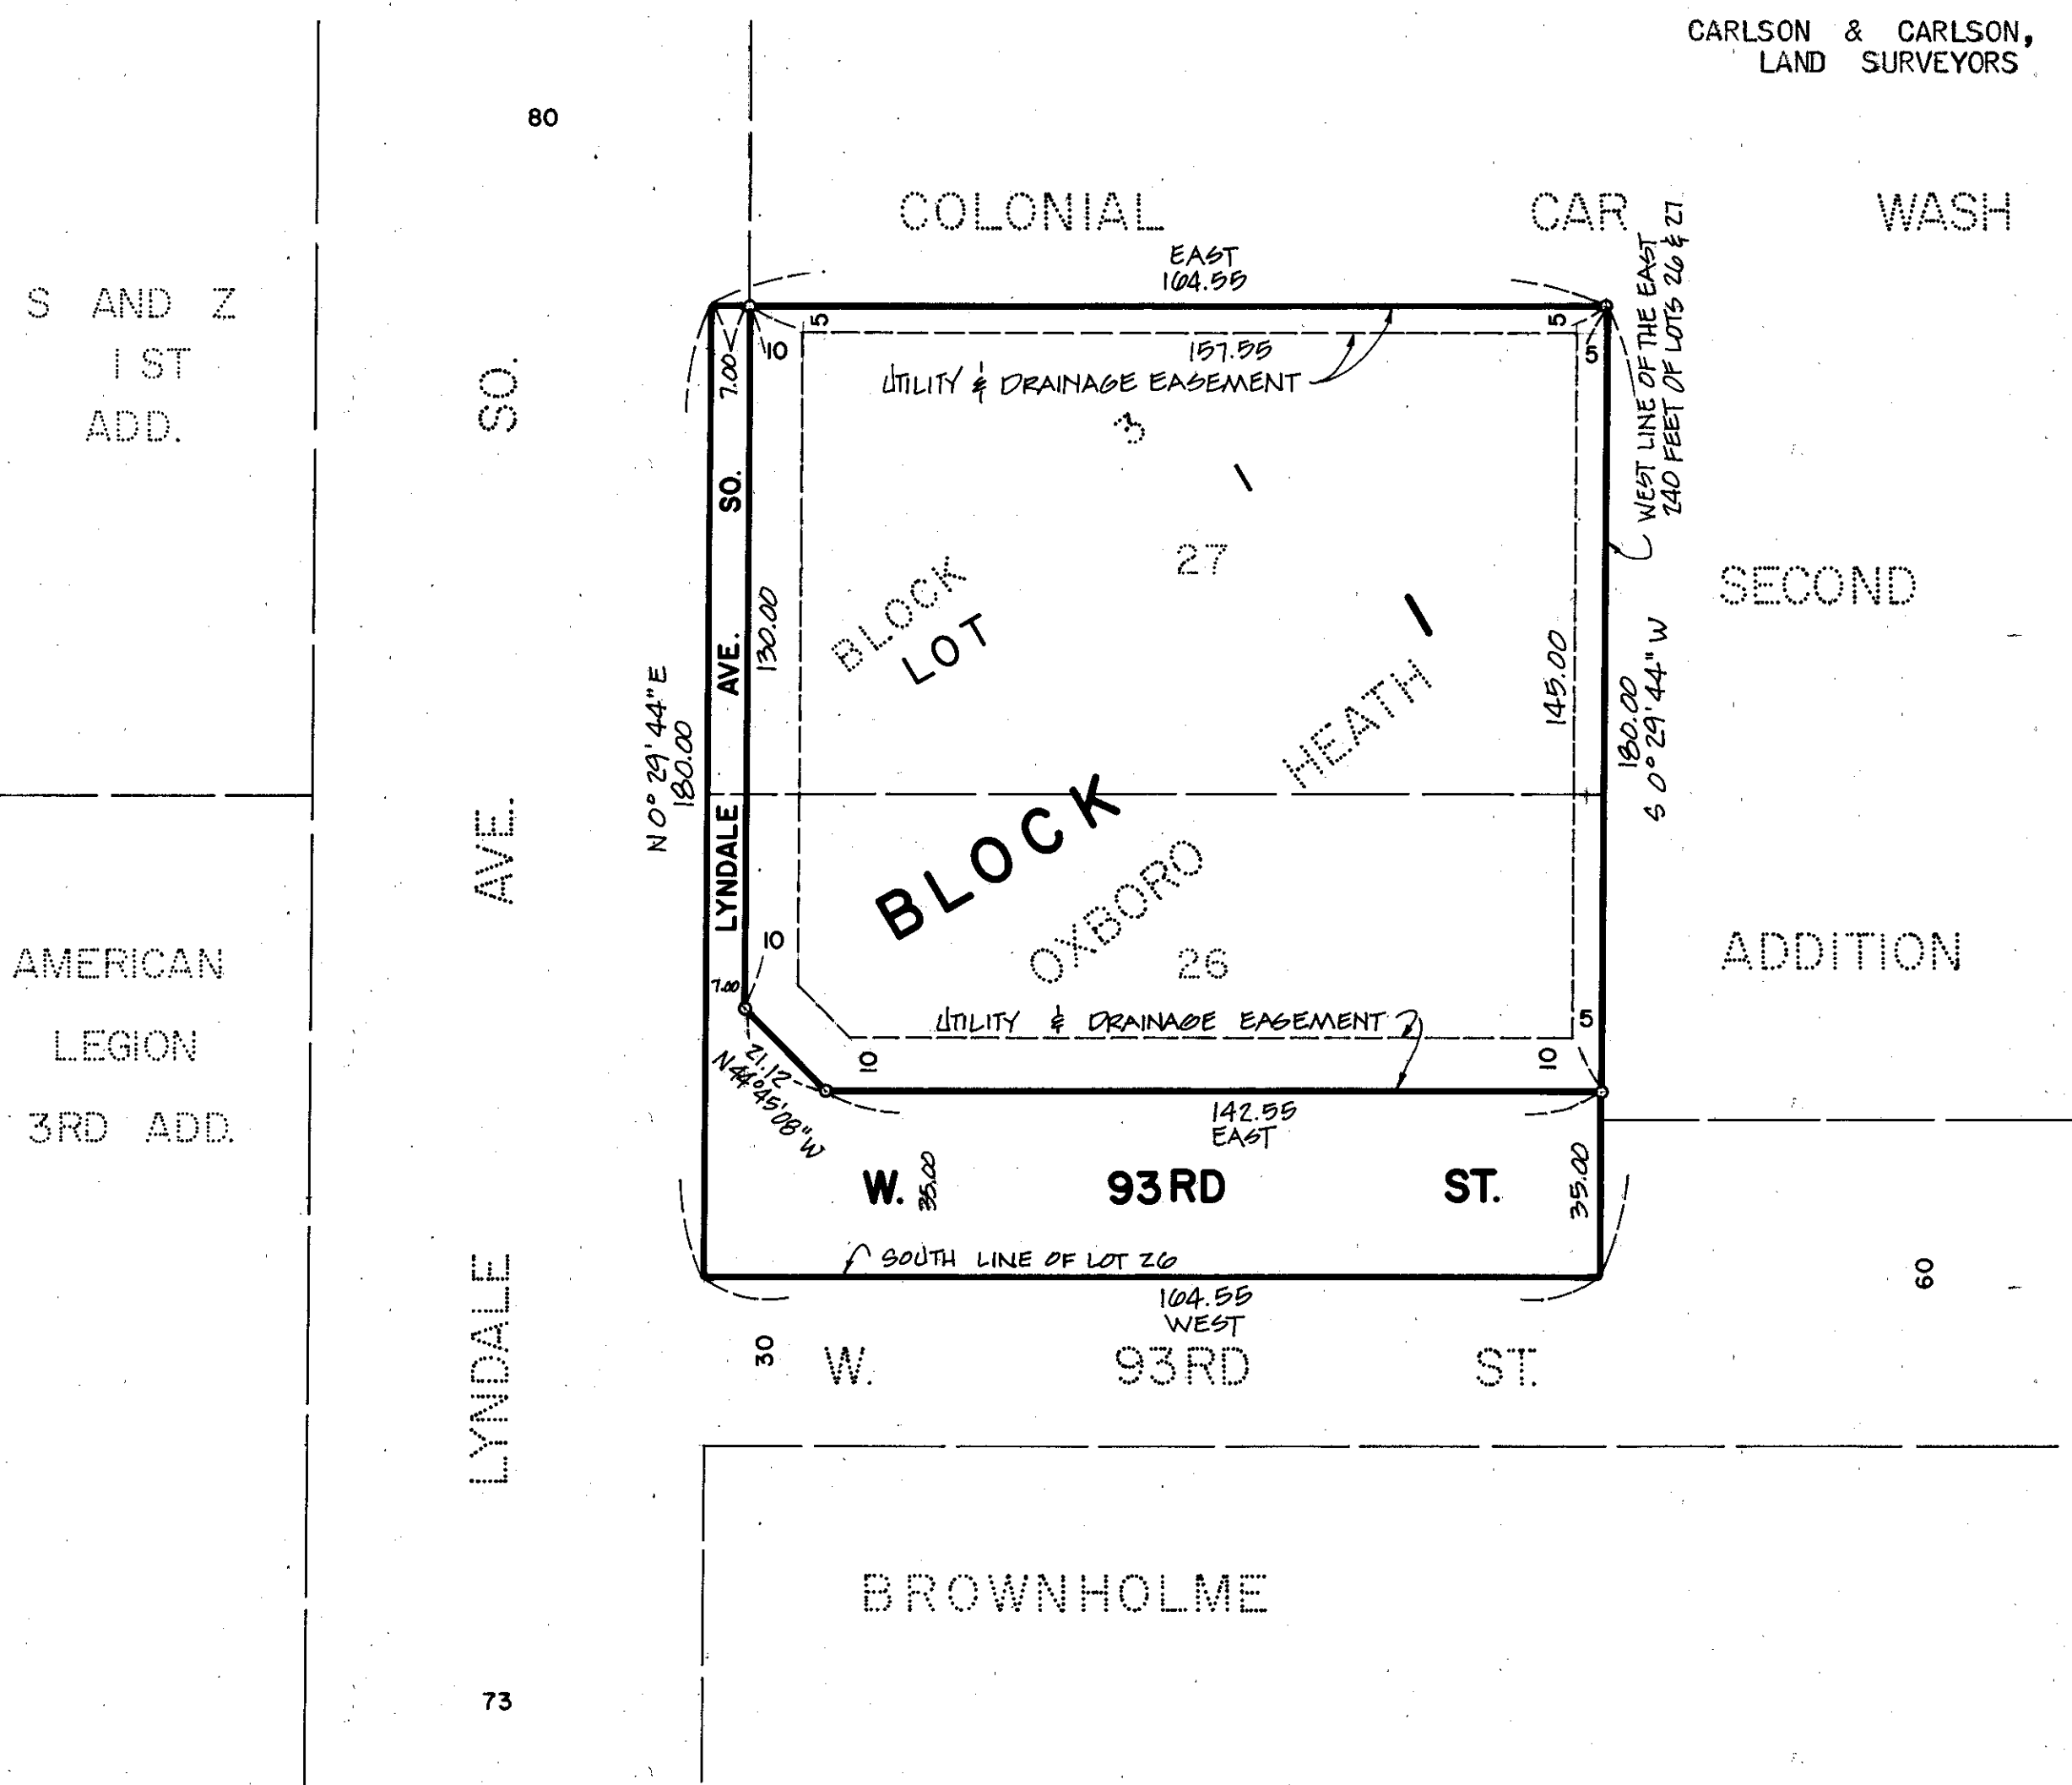 CARLSON & CARLSON,
LAND SURVEYORS
80
COLONIAL CAR WASH
S AND Z
1 ST
ADD.
SO.
EAST
164.55
WEST LINE OF THE EAST
240 FEET OF LOTS 26 & 27
7.00
10
5
5
5
157.55
UTILITY & DRAINAGE EASEMENT
3
1
27
BLOCK
LOT
SECOND
LYNDALE AVE. SO.
130.00
1
HEATH
145.00
N 0° 29' 44" E
180.00
180.00
S 0° 29' 44" W
AVE.
BLOCK
OXBORO
26
ADDITION
AMERICAN
LEGION
3RD ADD.
10
7.00
UTILITY & DRAINAGE EASEMENT
5
10
10
21.12
N 44° 45' 08" W
142.55
EAST
W. 93RD ST.
35.00
35.00
SOUTH LINE OF LOT 26
164.55
WEST
60
LYNDALE
30
W. 93RD ST.
BROWNHOLME
73